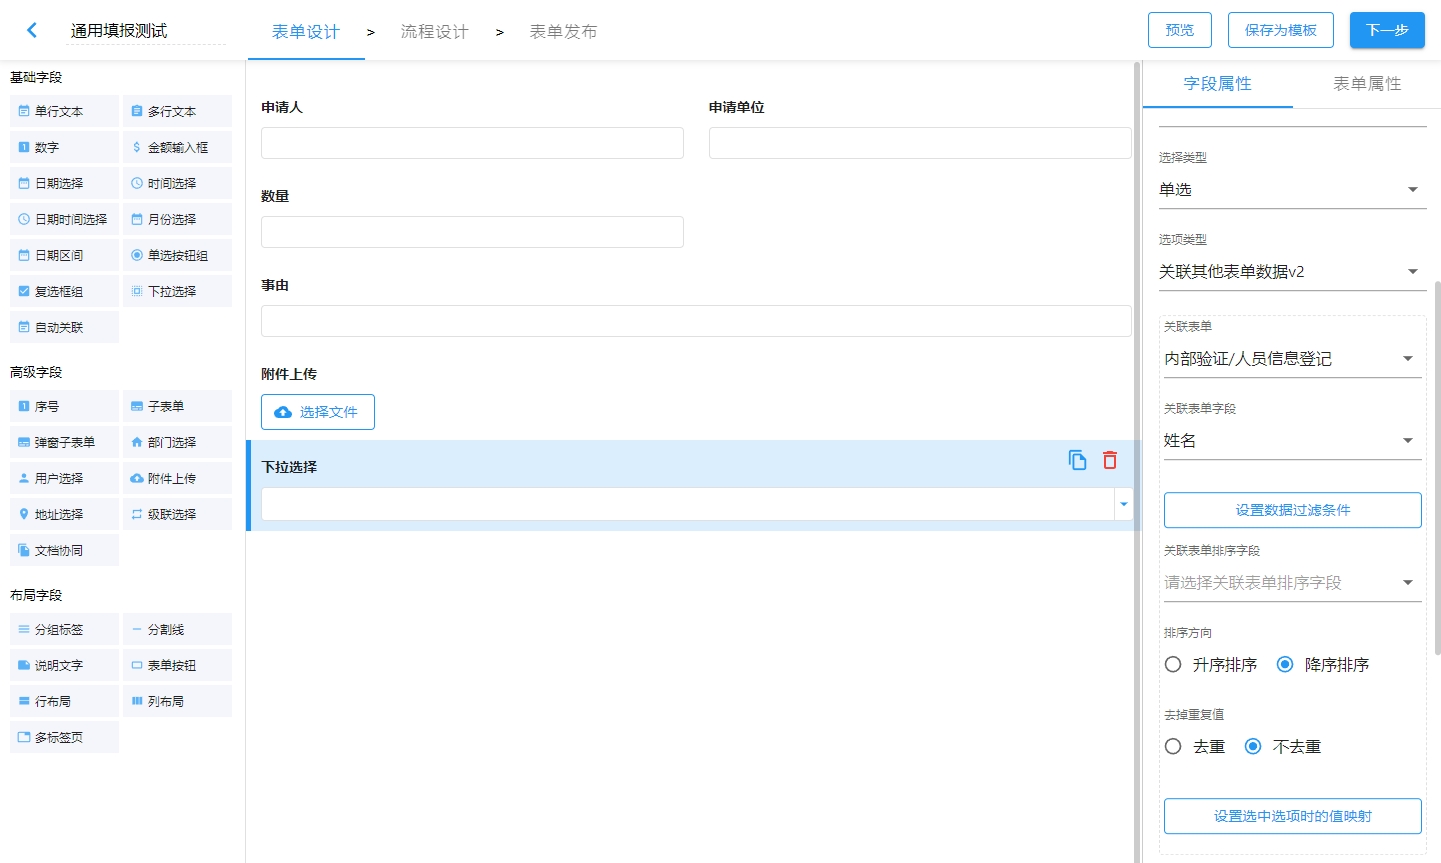 通用填报测试
表单设计 > 流程设计 > 表单发布
预览
保存为模板
下一步
基础字段
单行文本
多行文本
数字
金额输入框
日期选择
时间选择
日期时间选择
月份选择
日期区间
单选按钮组
复选框组
下拉选择
自动关联
高级字段
序号
子表单
弹窗子表单
部门选择
用户选择
附件上传
地址选择
级联选择
文档协同
布局字段
分组标签
分割线
说明文字
表单按钮
行布局
列布局
多标签页
申请人
申请单位
数量
事由
附件上传
选择文件
下拉选择
字段属性
表单属性
选择类型
单选
选项类型
关联其他表单数据v2
关联表单
内部验证/人员信息登记
关联表单字段
姓名
设置数据过滤条件
关联表单排序字段
请选择关联表单排序字段
排序方向
升序排序
降序排序
去掉重复值
去重
不去重
设置选中选项时的值映射